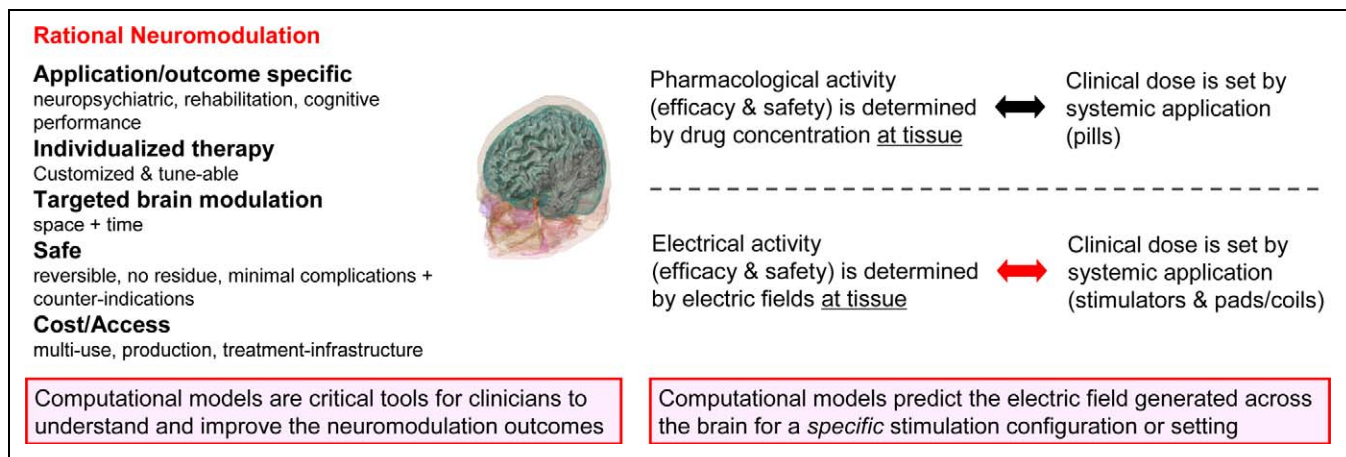 Rational Neuromodulation
Application/outcome specific
neuropsychiatric, rehabilitation, cognitive
performance
Individualized therapy
Customized & tune-able
Targeted brain modulation
space + time
Safe
reversible, no residue, minimal complications +
counter-indications
Cost/Access
multi-use, production, treatment-infrastructure
Computational models are critical tools for clinicians to
understand and improve the neuromodulation outcomes
Pharmacological activity
(efficacy & safety) is determined
by drug concentration at tissue
Clinical dose is set by
systemic application
(pills)
Electrical activity
(efficacy & safety) is determined
by electric fields at tissue
Clinical dose is set by
systemic application
(stimulators & pads/coils)
Computational models predict the electric field generated across
the brain for a specific stimulation configuration or setting